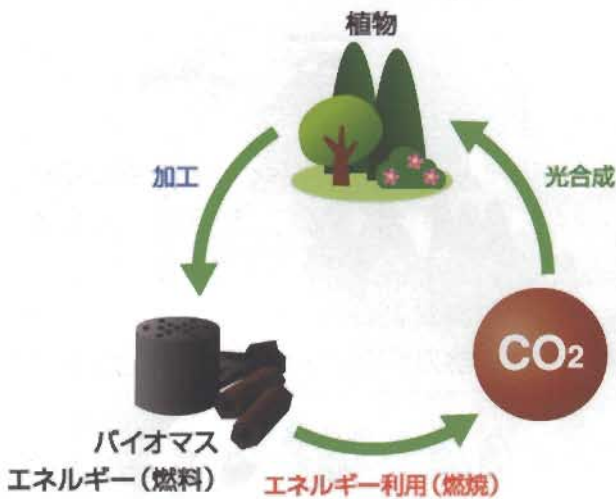 植物
加工
光合成
CO2
バイオマス
エネルギー（燃料）
エネルギー利用（燃焼）